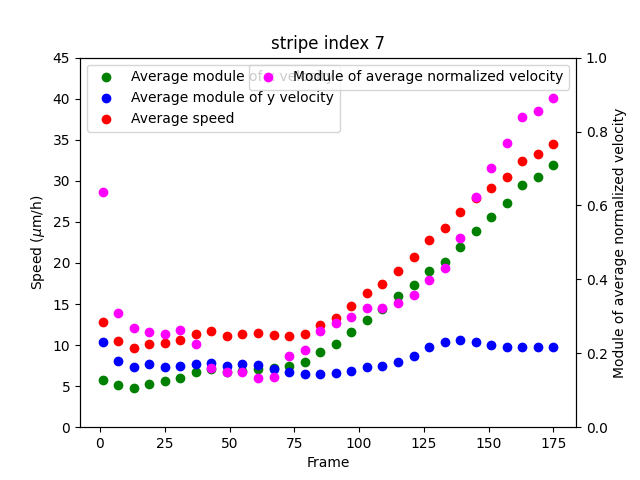 stripe index 7
Average module of x velocity
Average module of y velocity
Average speed
Module of average normalized velocity
45
40
35
30
25
20
15
10
5
0
Speed (μm/h)
1.0
0.8
0.6
0.4
0.2
0.0
Module of average normalized velocity
0 25 50 75 100 125 150 175
Frame